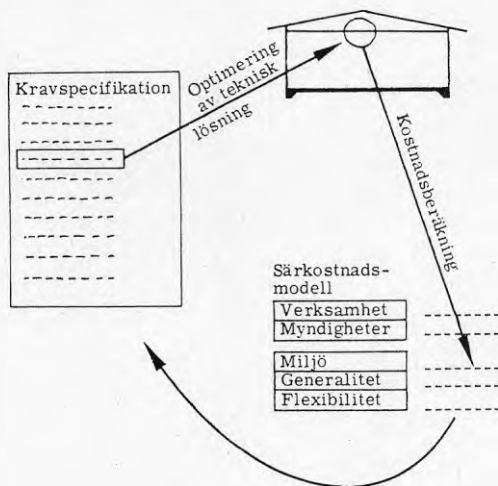 Kravspecifikation
Optimering
av teknisk
lösning
Kostnadsberäkning
Särkostnads-
modell
Verksamhet
Myndigheter
Miljö
Generalitet
Flexibilitet